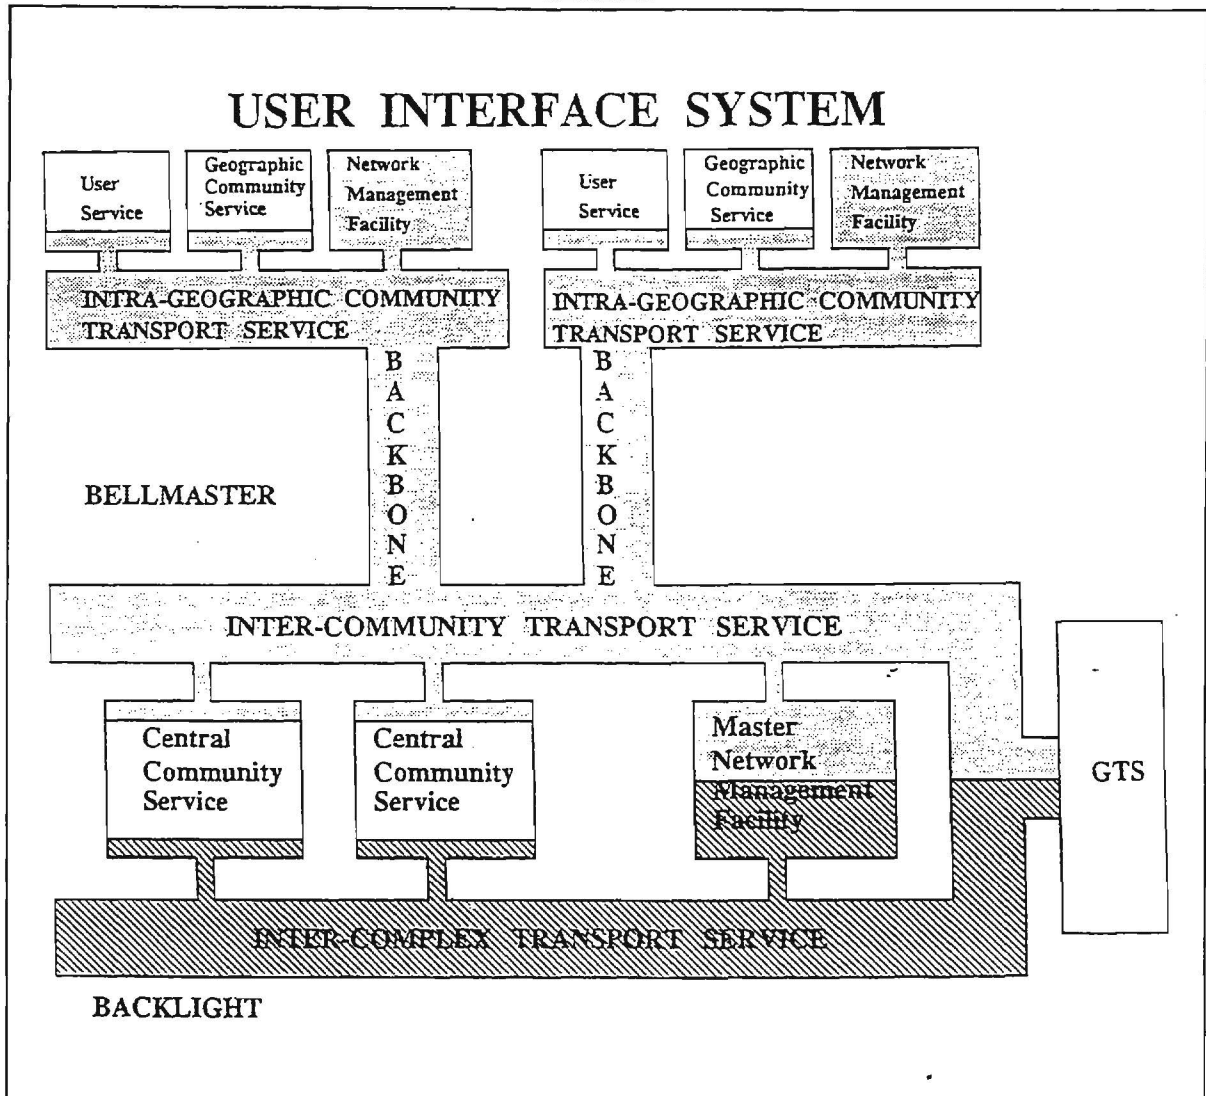 USER INTERFACE SYSTEM
User
Service
Geographic
Community
Service
Network
Management
Facility
User
Service
Geographic
Community
Service
Network
Management
Facility
INTRA-GEOGRAPHIC COMMUNITY
TRANSPORT SERVICE
INTRA-GEOGRAPHIC COMMUNITY
TRANSPORT SERVICE
BACKBONE
BACKBONE
BELLMASTER
INTER-COMMUNITY TRANSPORT SERVICE
Central
Community
Service
Central
Community
Service
Master
Network
Management
Facility
GTS
INTER-COMPLEX TRANSPORT SERVICE
BACKLIGHT